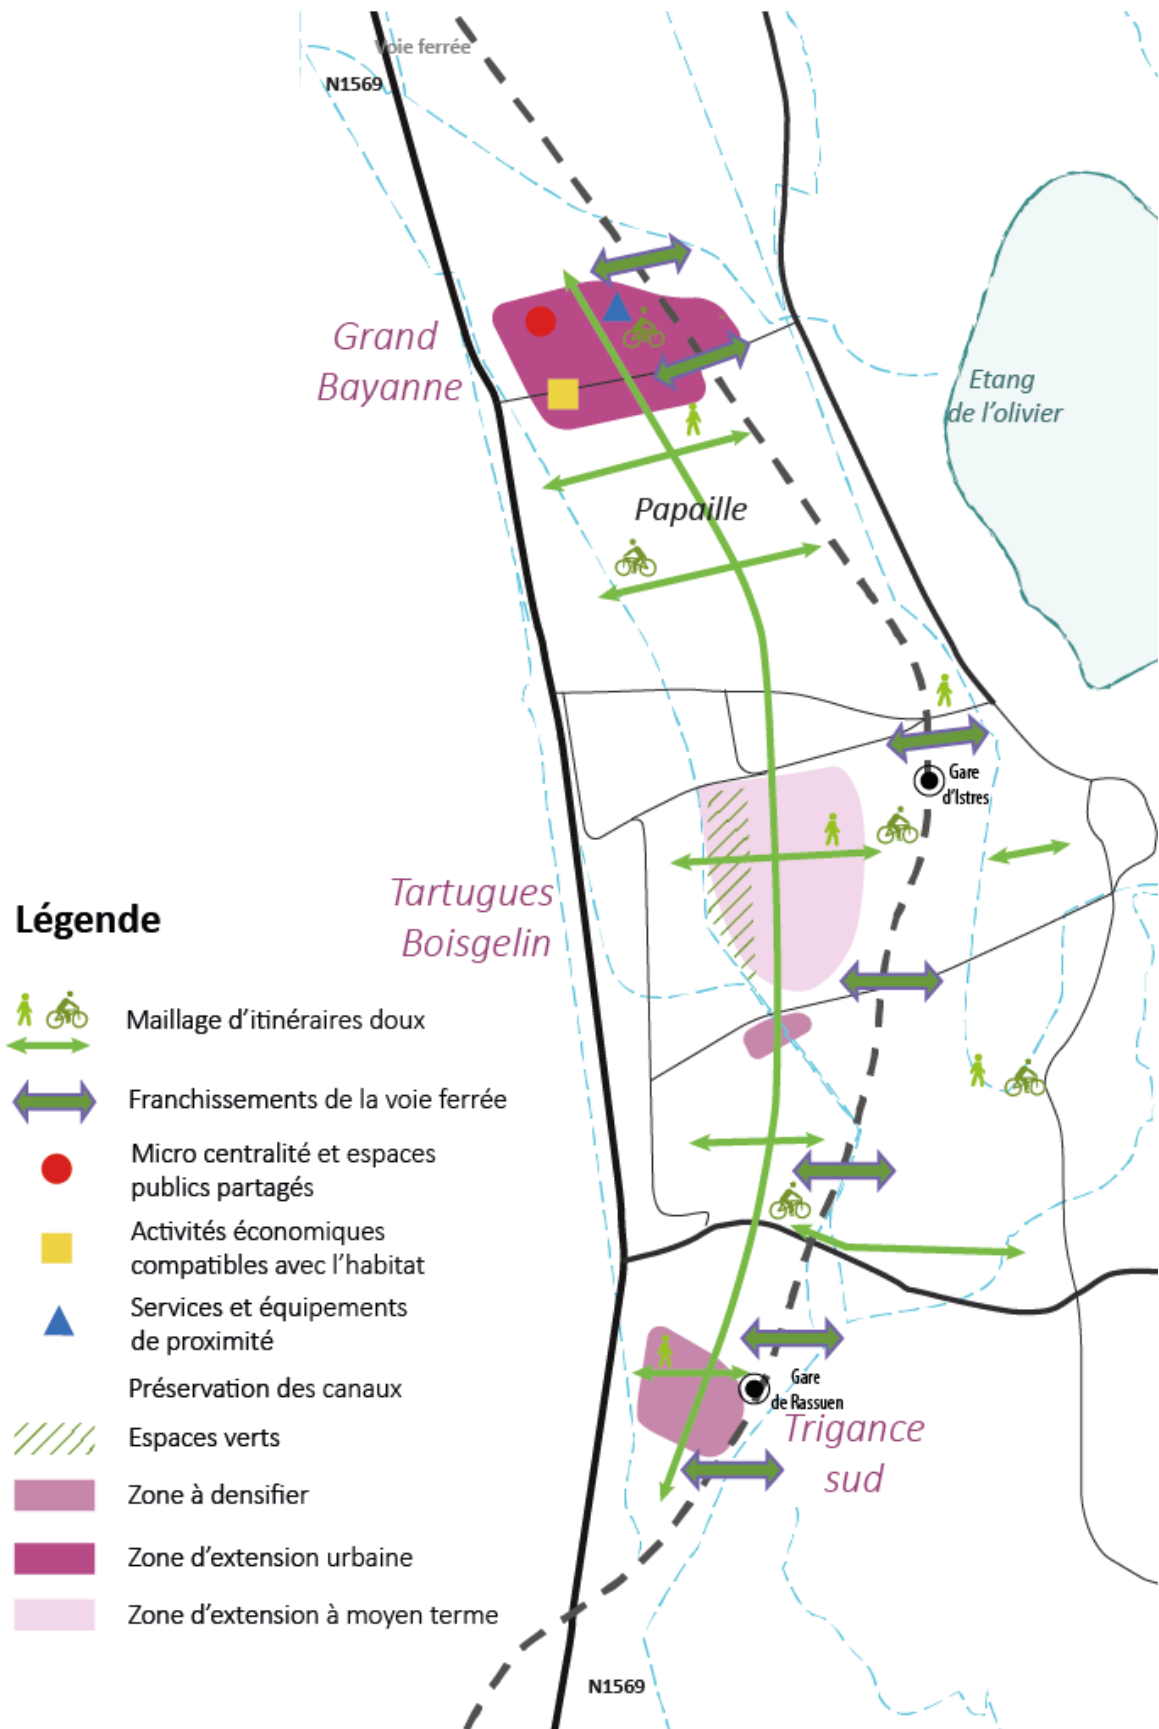 Voie ferrée
N1569
Grand
Bayanne
Etang
de l'olivier
Papaille
Gare
d'Istres
Tartugues
Boisgelin
Légende
Maillage d'itinéraires doux
Franchissements de la voie ferrée
Micro centralité et espaces
publics partagés
Activités économiques
compatibles avec l'habitat
Services et équipements
de proximité
Préservation des canaux
Espaces verts
Zone à densifier
Zone d'extension urbaine
Zone d'extension à moyen terme
Gare
de Rassuen
Trigance
sud
N1569